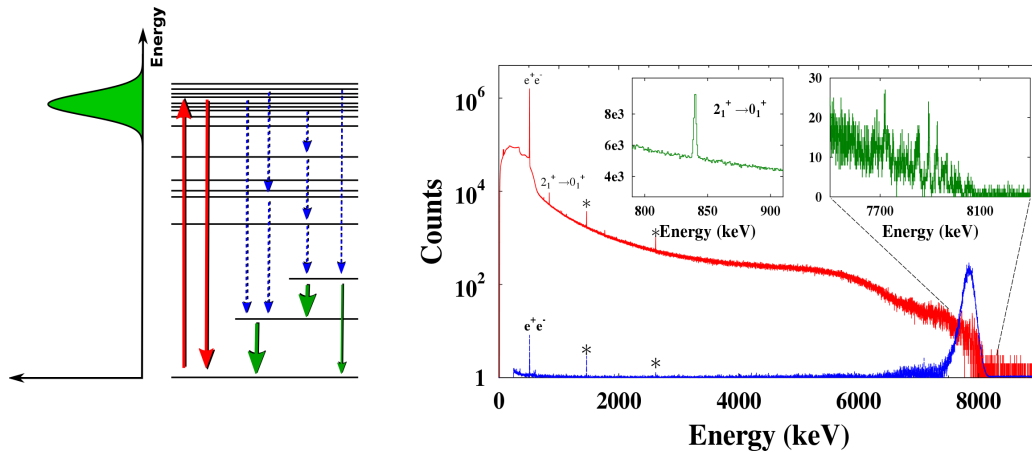 Energy
Counts
10⁶
10⁴
10²
1
e⁺e⁻
2₁⁺→0₁⁺
*
*
e⁺e⁻
*
*
8e3
6e3
4e3
2₁⁺→0₁⁺
800 850 900
Energy (keV)
30
20
10
0
7700 8100
Energy (keV)
0 2000 4000 6000 8000
Energy (keV)